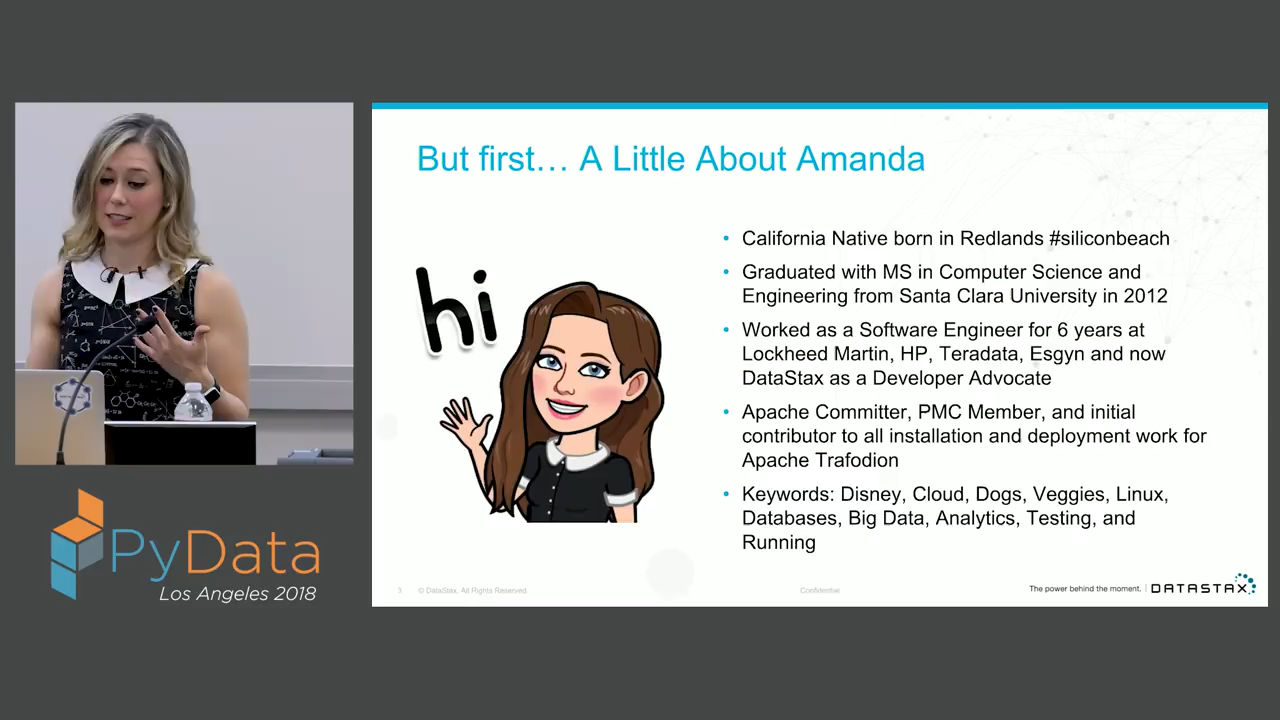 But first… A Little About Amanda
hi
• California Native born in Redlands #siliconbeach
• Graduated with MS in Computer Science and
Engineering from Santa Clara University in 2012
• Worked as a Software Engineer for 6 years at
Lockheed Martin, HP, Teradata, Esgyn and now
DataStax as a Developer Advocate
• Apache Committer, PMC Member, and initial
contributor to all installation and deployment work for
Apache Trafodion
• Keywords: Disney, Cloud, Dogs, Veggies, Linux,
Databases, Big Data, Analytics, Testing, and
Running
3 © DataStax, All Rights Reserved. Confidential
The power behind the moment. | DATASTAX
PyData
Los Angeles 2018